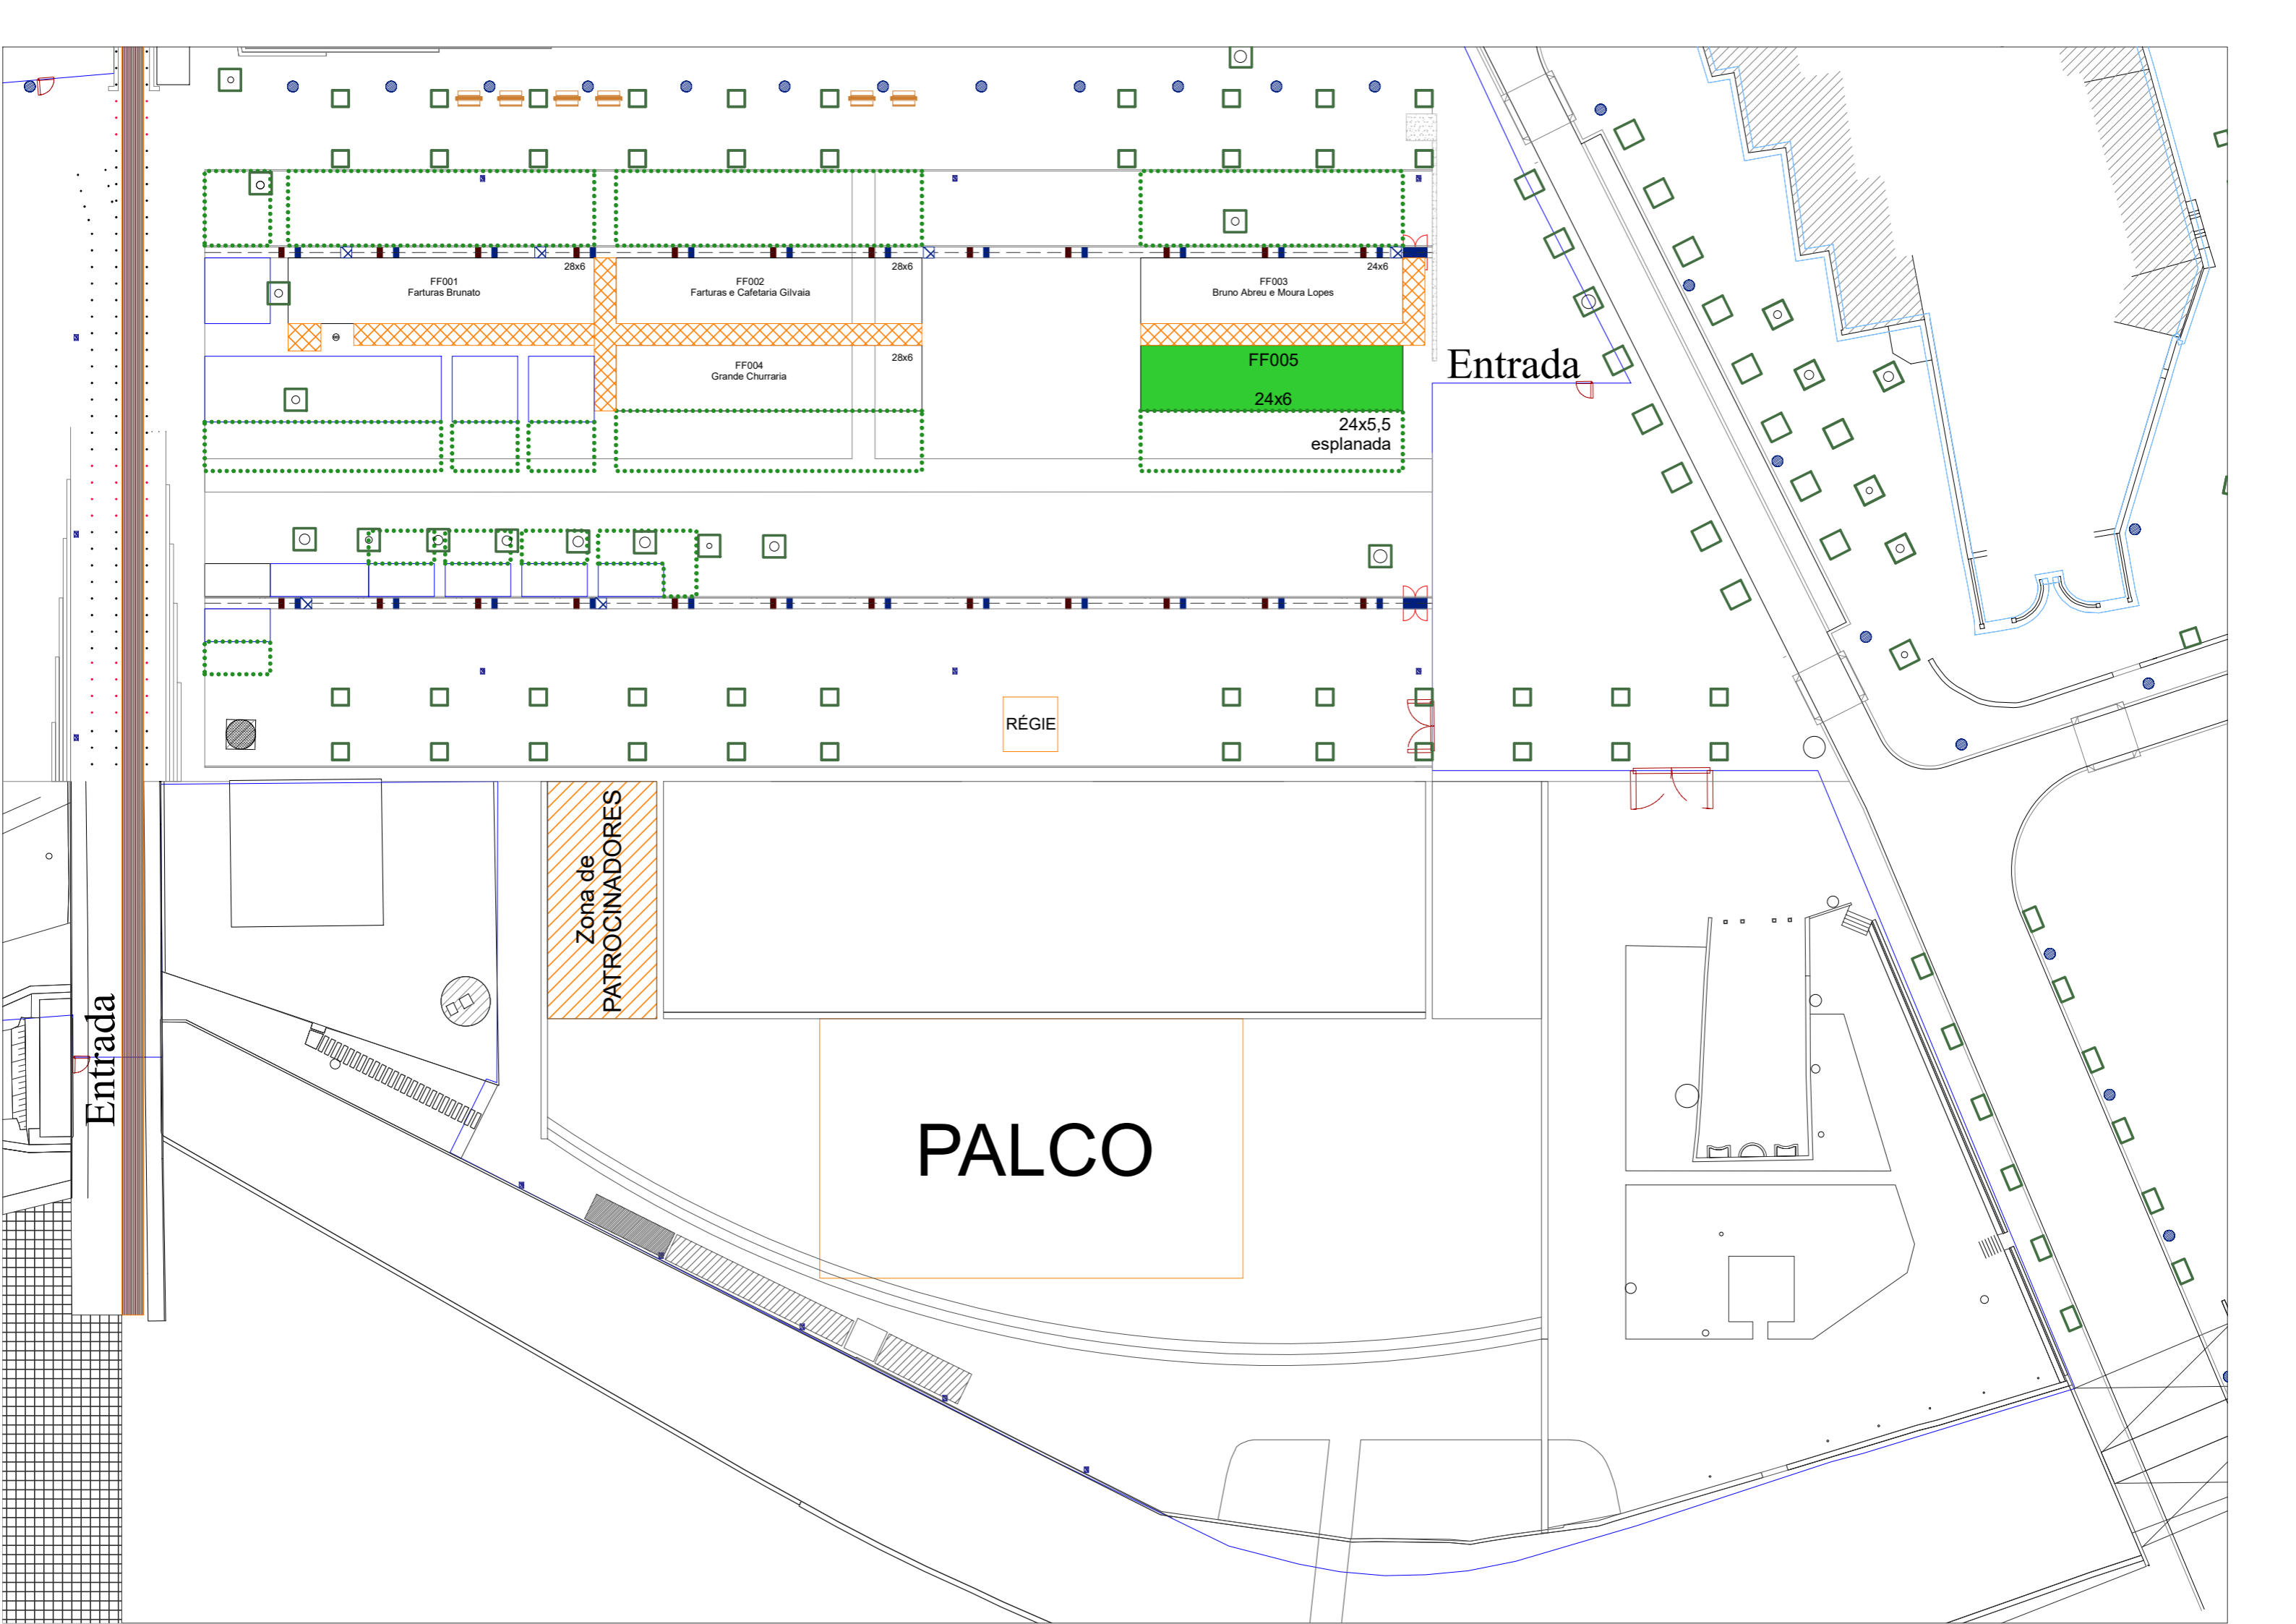 28x6
FF001
Farturas Brunato
28x6
FF002
Farturas e Cafetaria Gilvaia
24x6
FF003
Bruno Abreu e Moura Lopes
28x6
FF004
Grande Churraria
FF005
24x6
24x5,5
esplanada
Entrada
RÉGIE
Zona de
PATROCINADORES
Entrada
PALCO